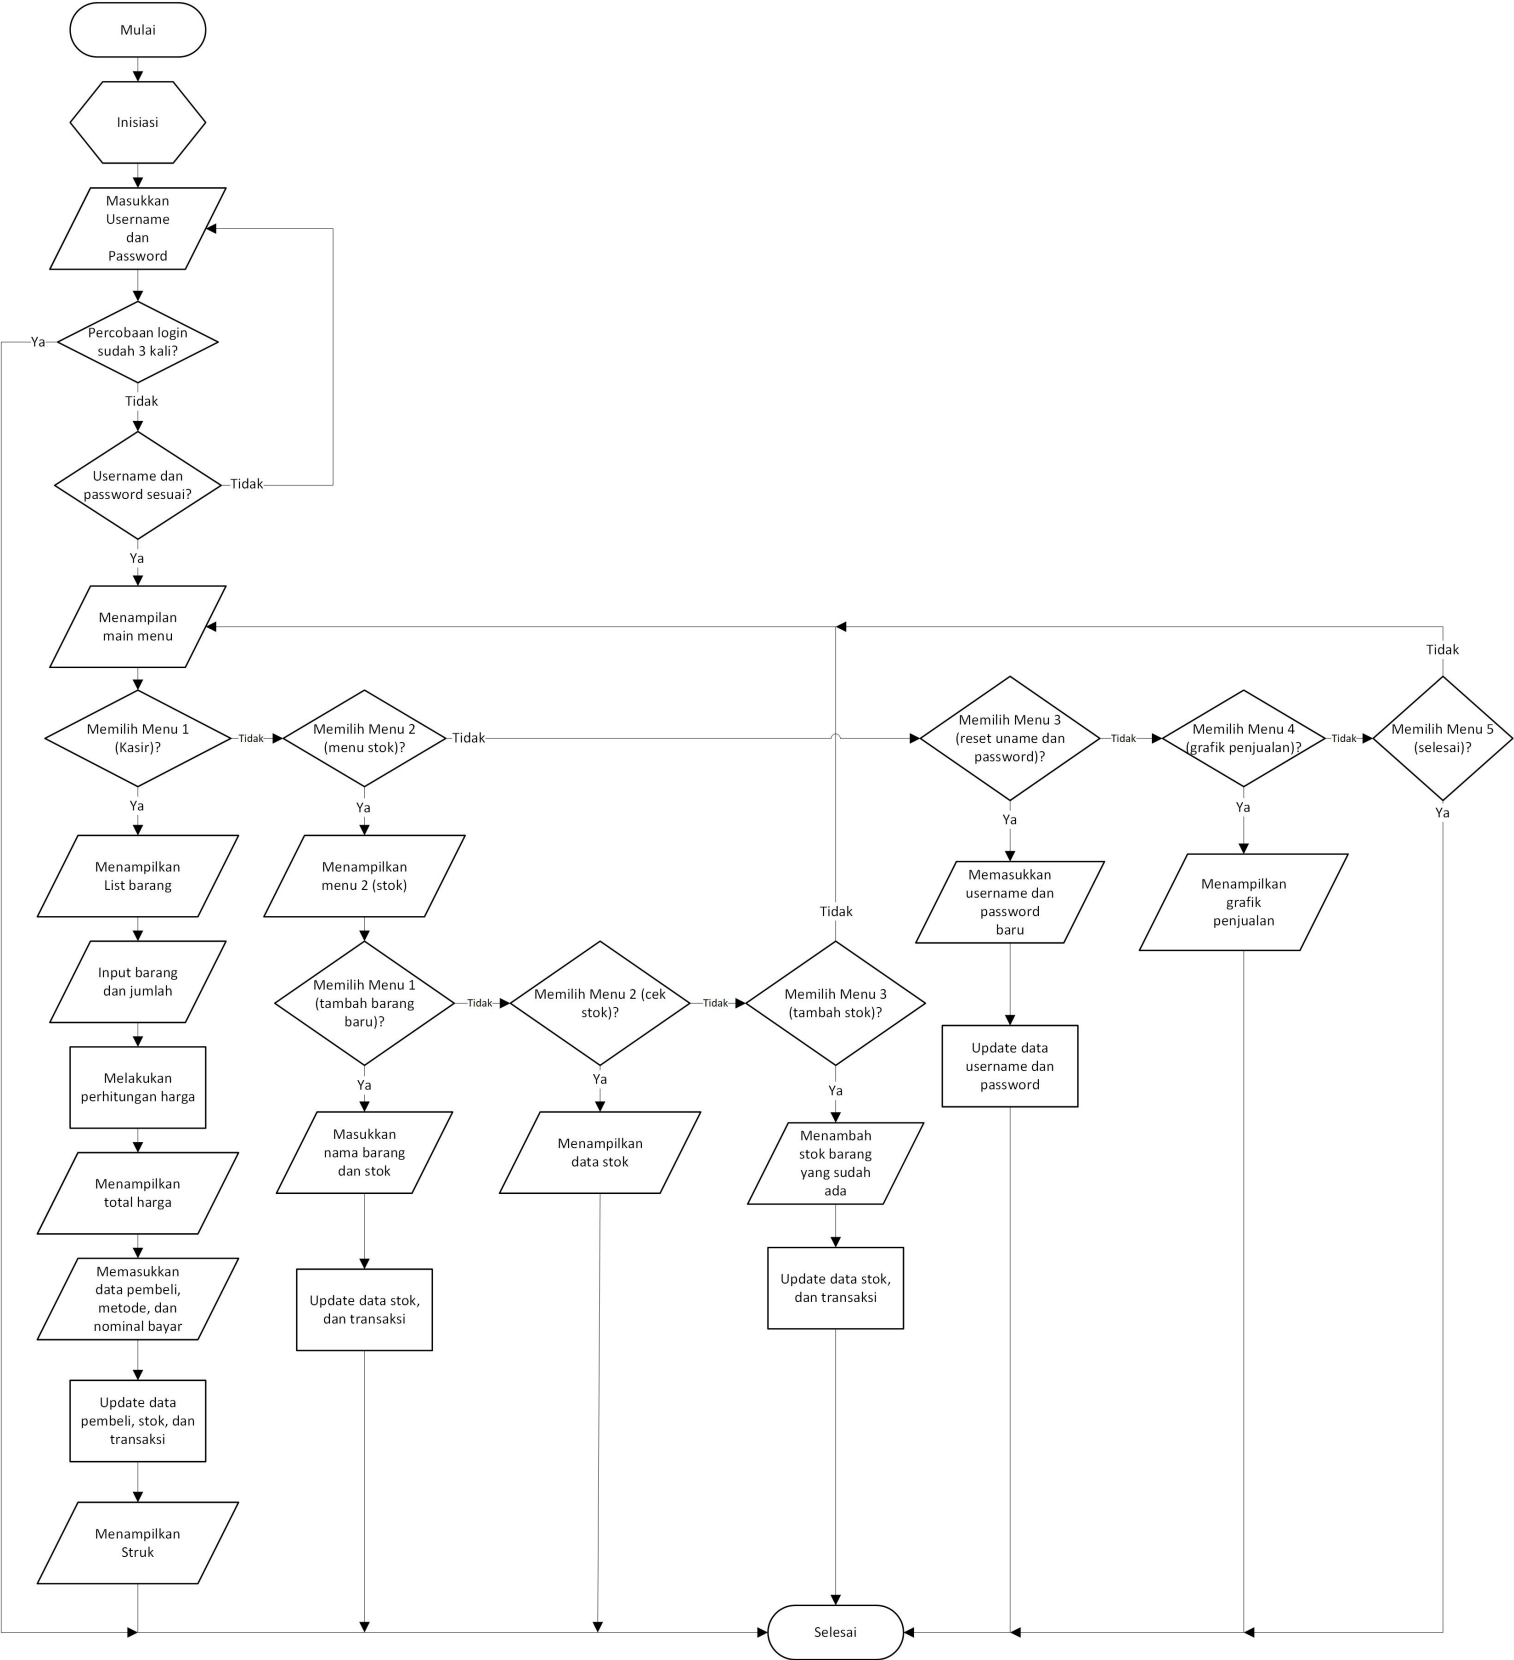 Mulai
Inisiasi
Masukkan
Username
dan
Password
Percobaan login
sudah 3 kali?
Ya
Tidak
Username dan
password sesuai?
Tidak
Ya
Menampilan
main menu
Tidak
Memilih Menu 1
(Kasir)?
Tidak
Memilih Menu 2
(menu stok)?
Tidak
Memilih Menu 3
(reset uname dan
password)?
Tidak
Memilih Menu 4
(grafik penjualan)?
Tidak
Memilih Menu 5
(selesai)?
Ya
Ya
Ya
Ya
Ya
Menampilkan
List barang
Menampilkan
menu 2 (stok)
Memasukkan
username dan
password
baru
Menampilkan
grafik
penjualan
Tidak
Input barang
dan jumlah
Memilih Menu 1
(tambah barang
baru)?
Tidak
Memilih Menu 2 (cek
stok)?
Tidak
Memilih Menu 3
(tambah stok)?
Update data
username dan
password
Melakukan
perhitungan harga
Ya
Ya
Ya
Masukkan
nama barang
dan stok
Menampilkan
data stok
Menambah
stok barang
yang sudah
ada
Menampilkan
total harga
Memasukkan
data pembeli,
metode, dan
nominal bayar
Update data stok,
dan transaksi
Update data stok,
dan transaksi
Update data
pembeli, stok, dan
transaksi
Menampilkan
Struk
Selesai